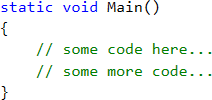 static void Main()
{
    // some code here...
    // some more code...
}